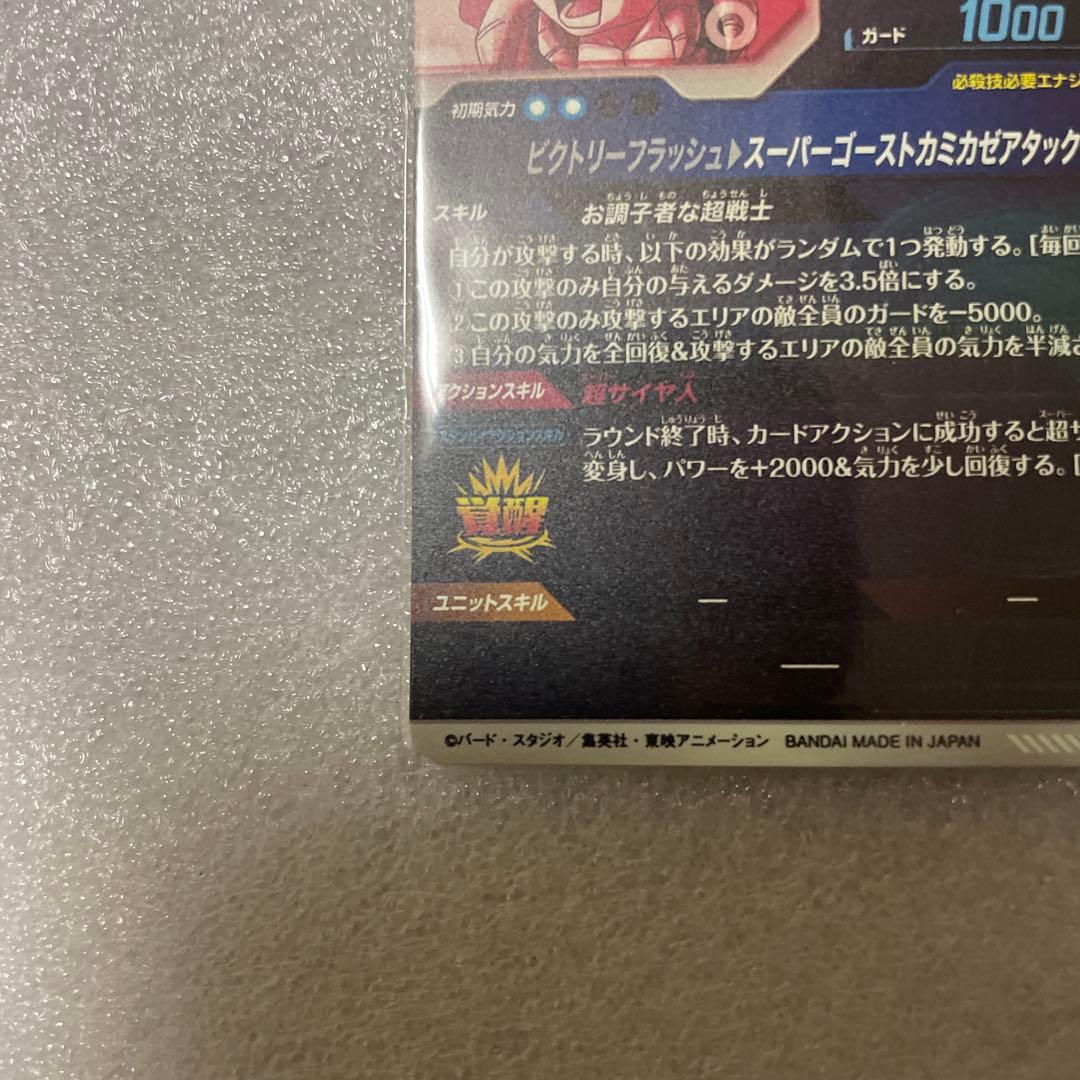 ガード 1000
必殺技必要エナジ
初期気力
ビクトリーフラッシュ▶スーパーゴーストカミカゼアタック
スキル お調子者な超戦士
自分が攻撃する時、以下の効果がランダムで1つ発動する。[毎回
1この攻撃のみ自分の与えるダメージを3.5倍にする。
2この攻撃のみ攻撃するエリアの敵全員のガードを−5000。
3自分の気力を全回復&攻撃するエリアの敵全員の気力を半減さ
アクションスキル 超サイヤ人
ラウンド終了時、カードアクションに成功すると超サ
変身し、パワーを+2000&気力を少し回復する。[
覚醒
ユニットスキル — —
—
©バード・スタジオ／集英社・東映アニメーション BANDAI MADE IN JAPAN